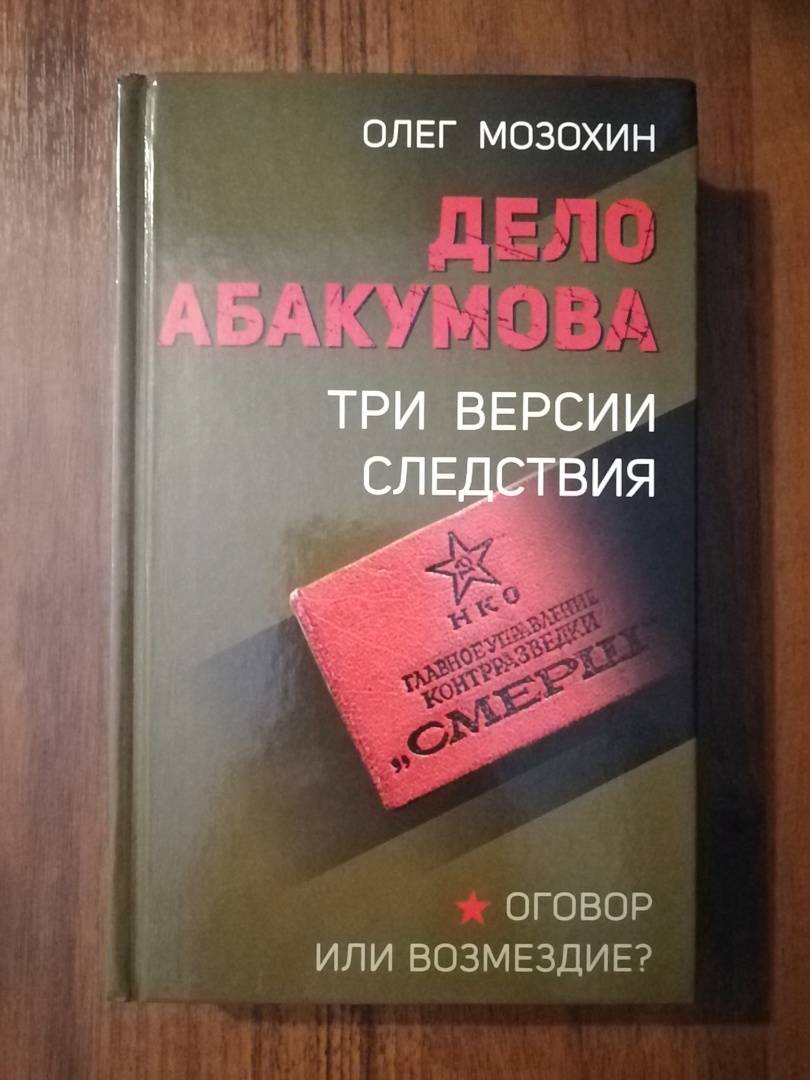 ОЛЕГ МОЗОХИН
ДЕЛО
АБАКУМОВА
ТРИ ВЕРСИИ
СЛЕДСТВИЯ
НКО
ГЛАВНОЕ УПРАВЛЕНИЕ
КОНТРРАЗВЕДКИ
„СМЕРШ"
ОГОВОР
ИЛИ ВОЗМЕЗДИЕ?